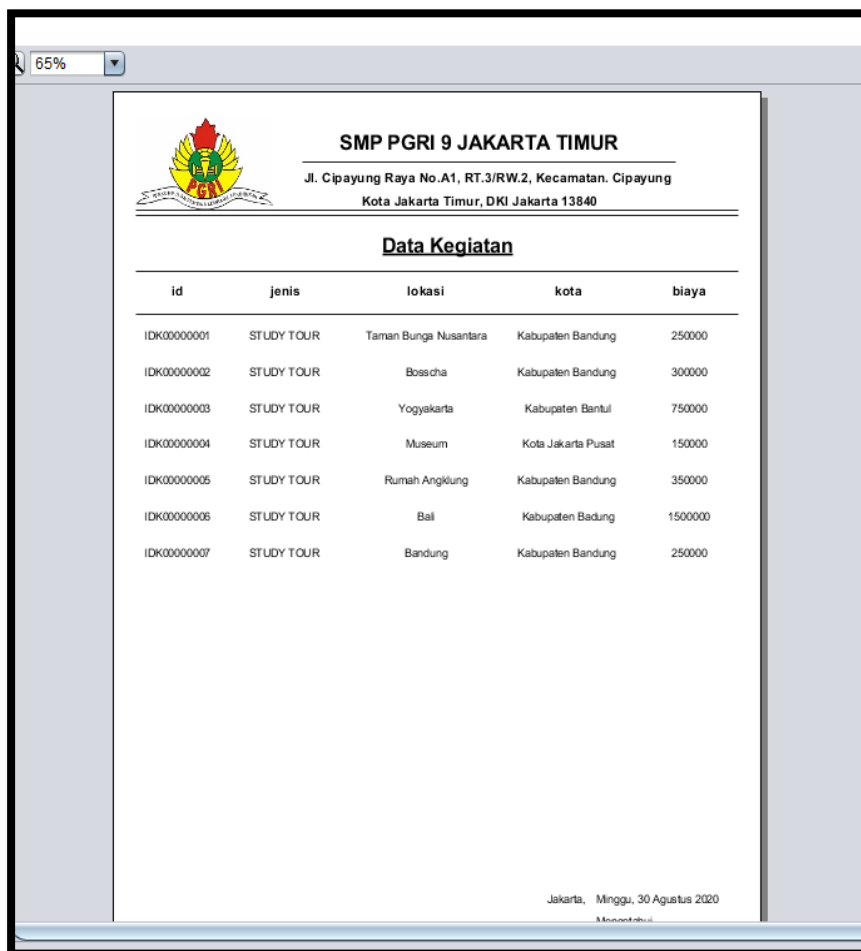 65%
PGRI
SMP PGRI 9 JAKARTA TIMUR
Jl. Cipayung Raya No.A1, RT.3/RW.2, Kecamatan. Cipayung
Kota Jakarta Timur, DKI Jakarta 13840
Data Kegiatan
id jenis lokasi kota biaya
IDK00000001 STUDY TOUR Taman Bunga Nusantara Kabupaten Bandung 250000
IDK00000002 STUDY TOUR Bosscha Kabupaten Bandung 300000
IDK00000003 STUDY TOUR Yogyakarta Kabupaten Bantul 750000
IDK00000004 STUDY TOUR Museum Kota Jakarta Pusat 150000
IDK00000005 STUDY TOUR Rumah Angklung Kabupaten Bandung 350000
IDK00000006 STUDY TOUR Bali Kabupaten Badung 1500000
IDK00000007 STUDY TOUR Bandung Kabupaten Bandung 250000
Jakarta, Minggu, 30 Agustus 2020